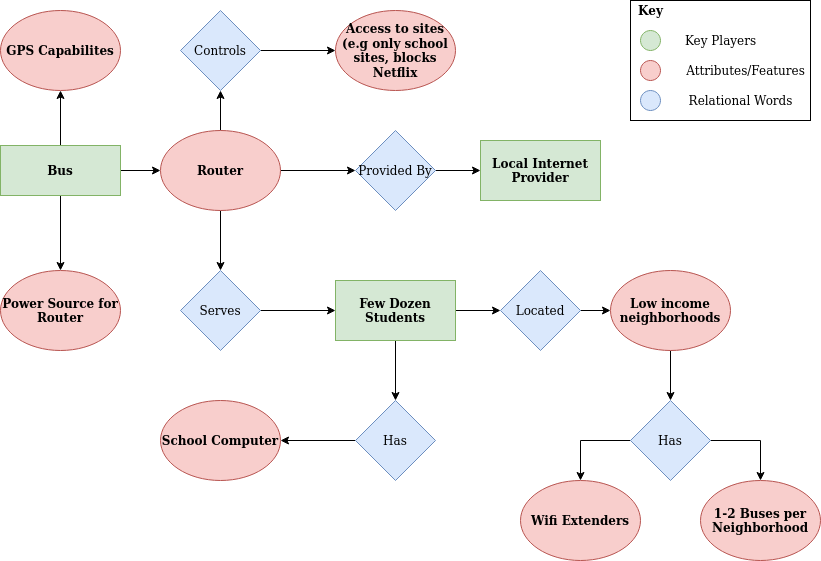 GPS Capabilites
Controls
Access to sites
(e.g only school
sites, blocks
Netflix
Key
Key Players
Attributes/Features
Relational Words
Bus
Router
Provided By
Local Internet
Provider
Power Source for
Router
Serves
Few Dozen
Students
Located
Low income
neighborhoods
School Computer
Has
Has
Wifi Extenders
1-2 Buses per
Neighborhood